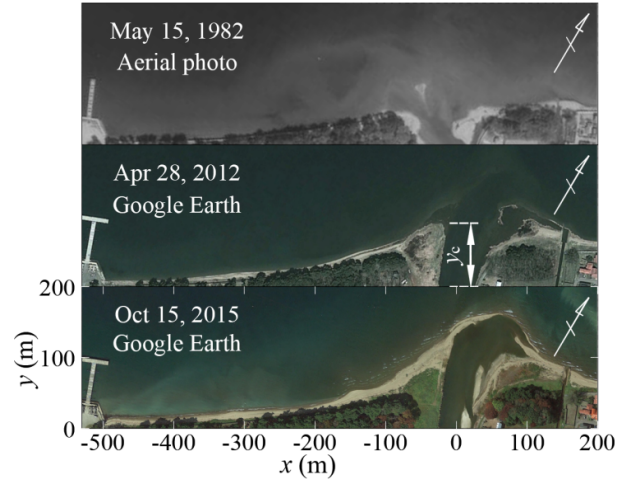 May 15, 1982
Aerial photo
Apr 28, 2012
Google Earth
yc
200
Oct 15, 2015
Google Earth
y (m)
100
0
-500 -400 -300 -200 -100 0 100 200
x (m)